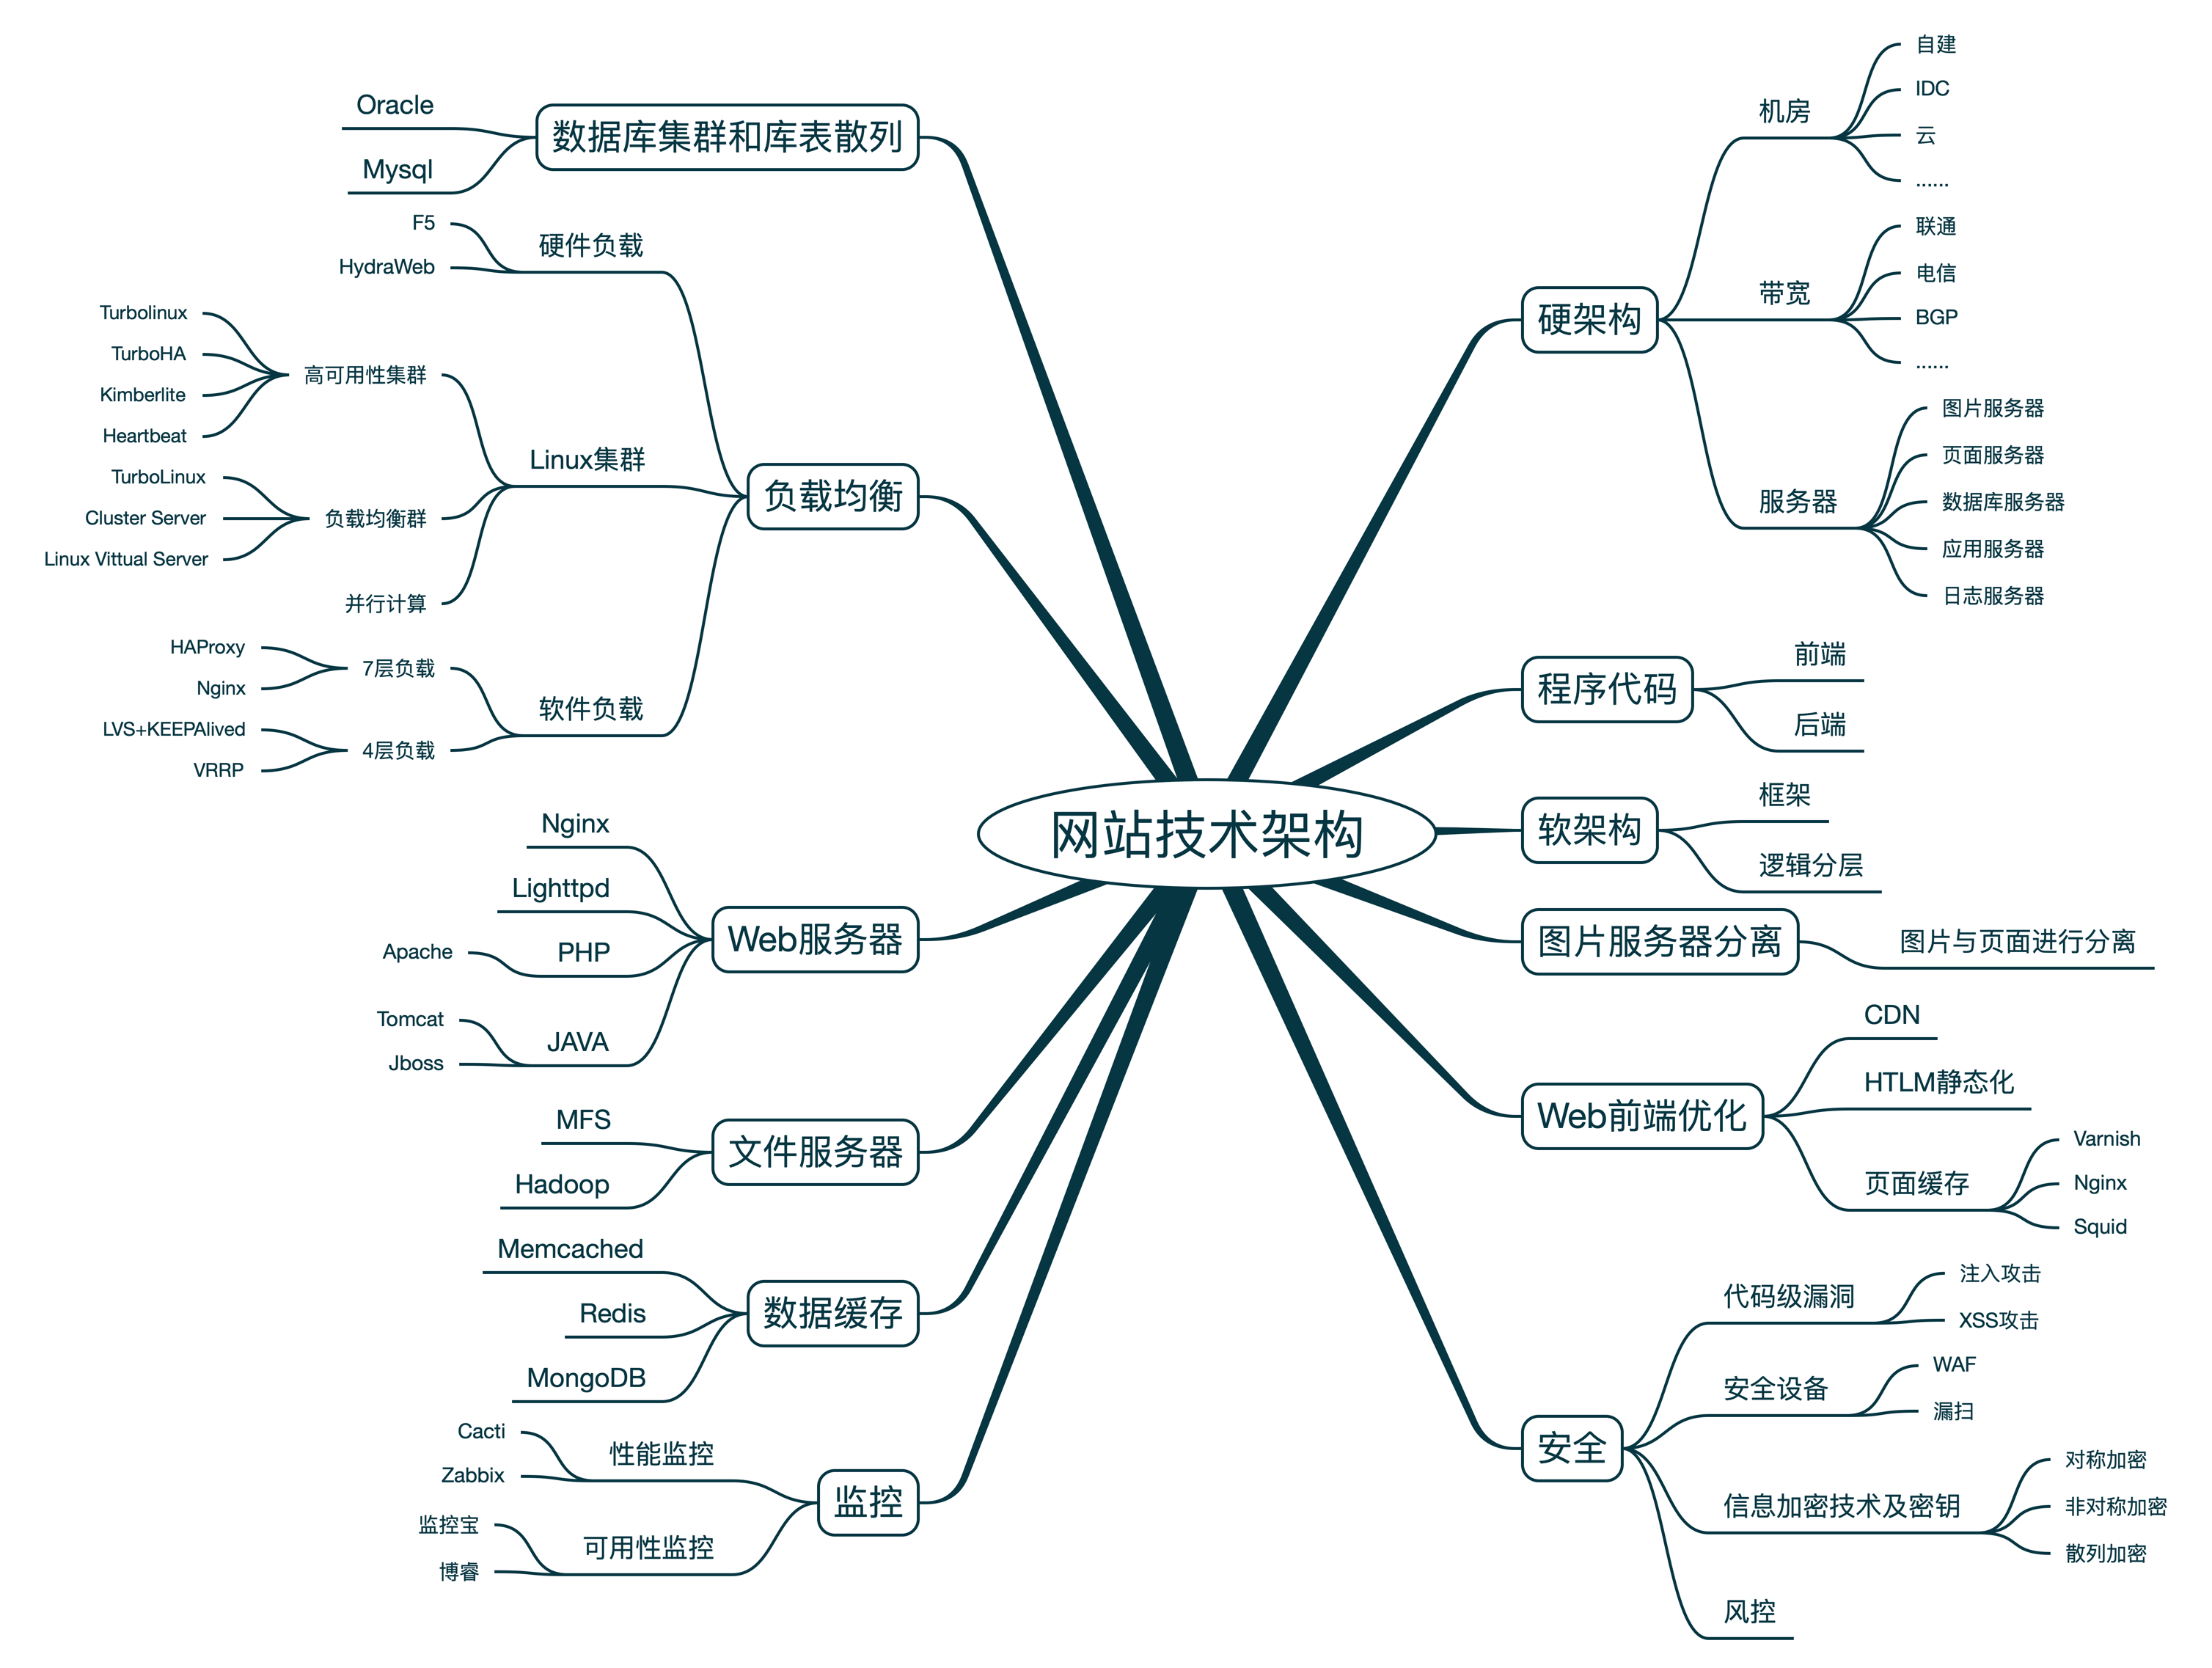 网站技术架构
硬架构
机房
自建
IDC
云
......
带宽
联通
电信
BGP
......
服务器
图片服务器
页面服务器
数据库服务器
应用服务器
日志服务器
程序代码
前端
后端
软架构
框架
逻辑分层
图片服务器分离
图片与页面进行分离
Web前端优化
CDN
HTLM静态化
页面缓存
Varnish
Nginx
Squid
安全
代码级漏洞
注入攻击
XSS攻击
安全设备
WAF
漏扫
信息加密技术及密钥
对称加密
非对称加密
散列加密
风控
数据库集群和库表散列
Oracle
Mysql
负载均衡
硬件负载
F5
HydraWeb
Linux集群
高可用性集群
Turbolinux
TurboHA
Kimberlite
Heartbeat
负载均衡群
TurboLinux
Cluster Server
Linux Vittual Server
并行计算
软件负载
7层负载
HAProxy
Nginx
4层负载
LVS+KEEPAlived
VRRP
Web服务器
Nginx
Lighttpd
PHP
Apache
JAVA
Tomcat
Jboss
文件服务器
MFS
Hadoop
数据缓存
Memcached
Redis
MongoDB
监控
性能监控
Cacti
Zabbix
可用性监控
监控宝
博睿